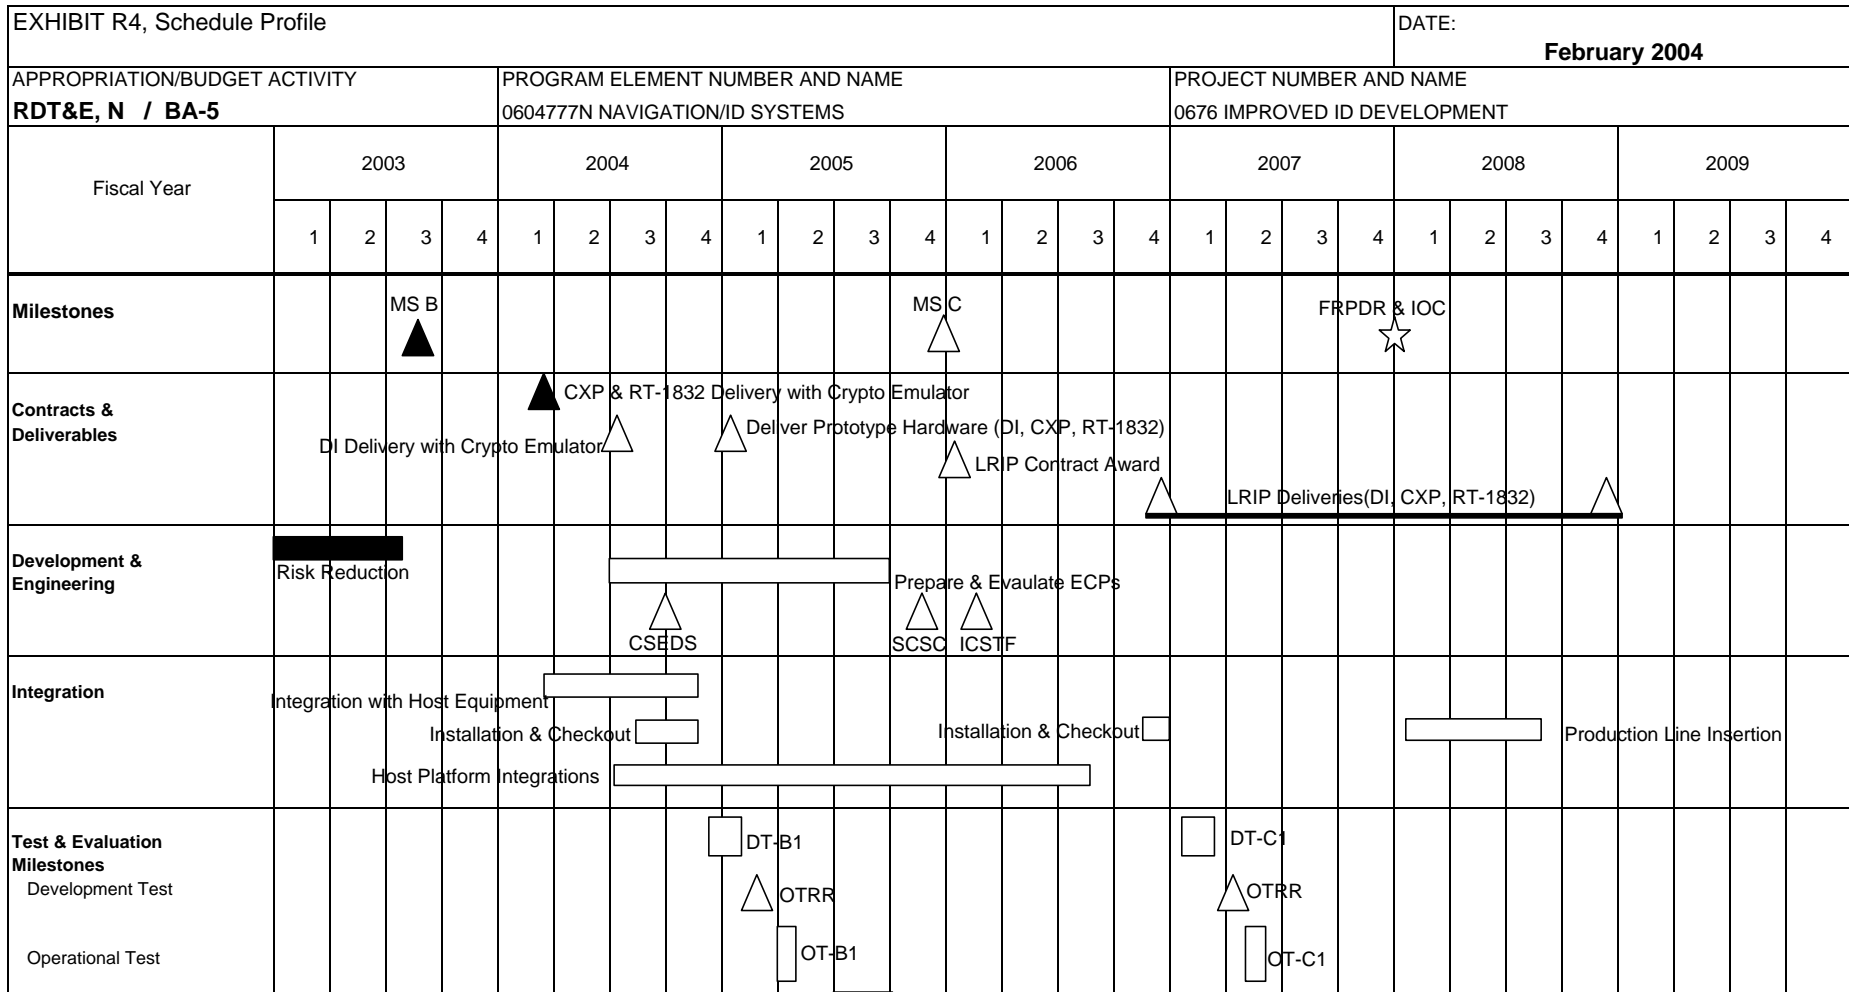 EXHIBIT R4, Schedule Profile
DATE:
February 2004
APPROPRIATION/BUDGET ACTIVITY
PROGRAM ELEMENT NUMBER AND NAME
PROJECT NUMBER AND NAME
RDT&E, N / BA-5
0604777N NAVIGATION/ID SYSTEMS
0676 IMPROVED ID DEVELOPMENT
Fiscal Year
2003 2004 2005 2006 2007 2008 2009
1 2 3 4 1 2 3 4 1 2 3 4 1 2 3 4 1 2 3 4 1 2 3 4 1 2 3 4
Milestones
MS B
MS C
FRPDR & IOC
Contracts &
Deliverables
CXP & RT-1832 Delivery with Crypto Emulator
DI Delivery with Crypto Emulator
Deliver Prototype Hardware (DI, CXP, RT-1832)
LRIP Contract Award
LRIP Deliveries(DI, CXP, RT-1832)
Development &
Engineering
Risk Reduction
Prepare & Evaulate ECPs
CSEDS
SCSC
ICSTF
Integration
Integration with Host Equipment
Installation & Checkout
Installation & Checkout
Production Line Insertion
Host Platform Integrations
Test & Evaluation
Milestones
DT-B1
DT-C1
Development Test
OTRR
OTRR
Operational Test
OT-B1
OT-C1